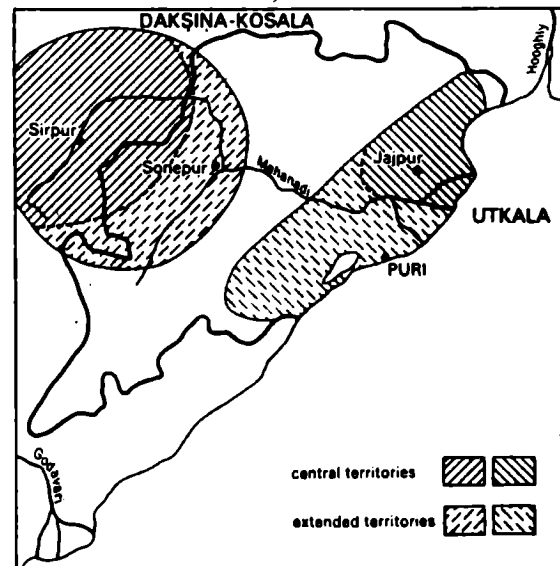 DAKṢINA-KOSALA
Hooghly
Sirpur
Sonepur
Mahanadi
Jajpur
UTKALA
PURI
Godavari
central territories
extended territories